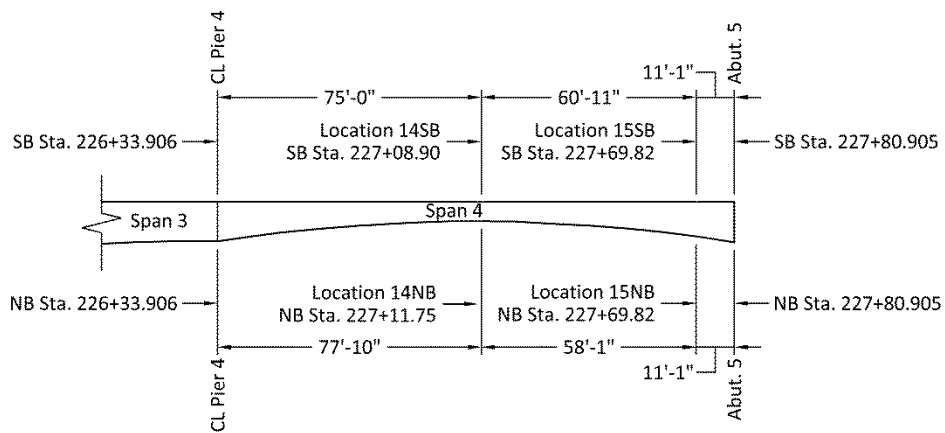 CL Pier 4
Abut. 5
11'-1"
75'-0"
60'-11"
SB Sta. 226+33.906
Location 14SB
SB Sta. 227+08.90
Location 15SB
SB Sta. 227+69.82
SB Sta. 227+80.905
Span 3
Span 4
NB Sta. 226+33.906
Location 14NB
NB Sta. 227+11.75
Location 15NB
NB Sta. 227+69.82
NB Sta. 227+80.905
77'-10"
58'-1"
11'-1"
CL Pier 4
Abut. 5